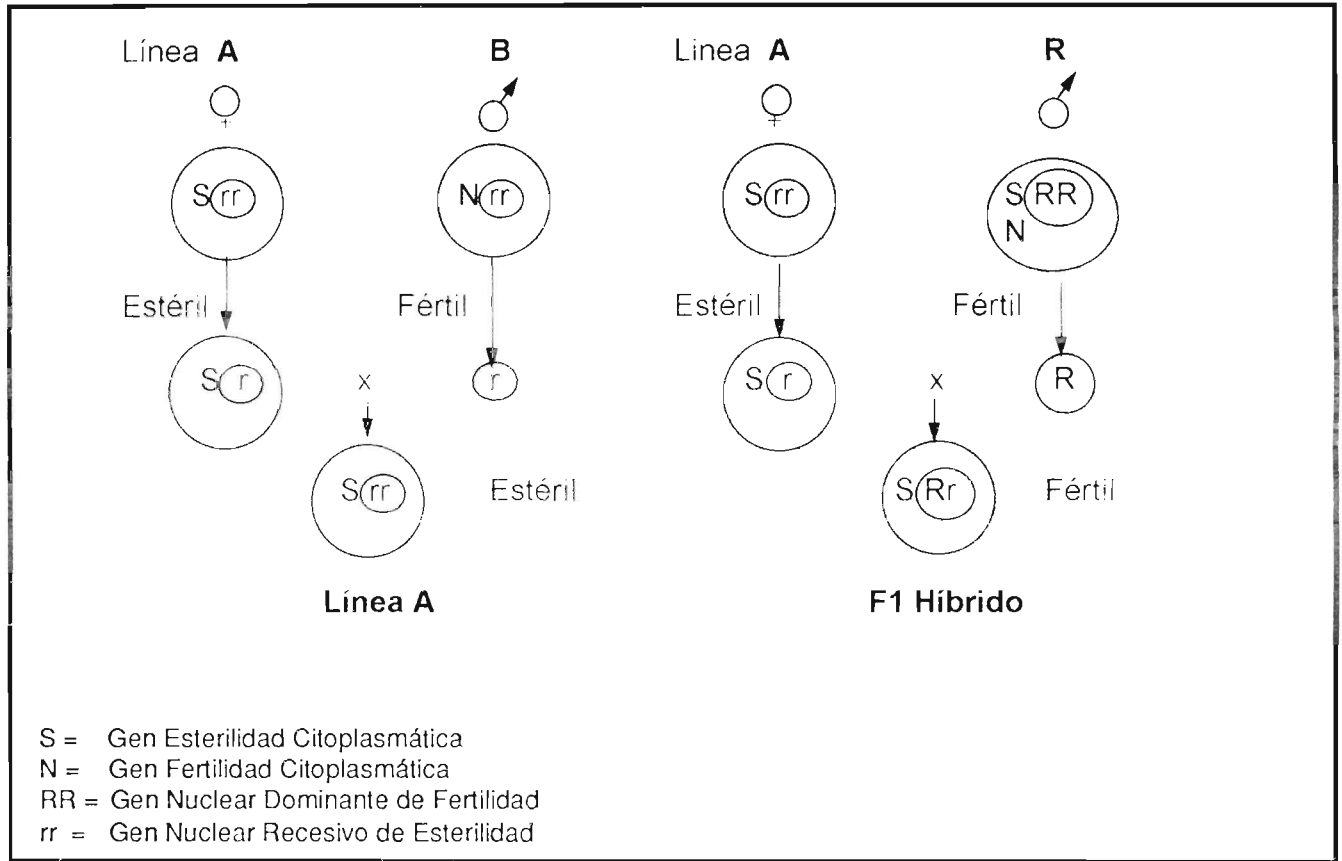 Línea A
B
S rr
N rr
Estéril
Fértil
S r
x
r
S rr
Estéril
Línea A
Linea A
R
S rr
S RR
N
Estéril
Fértil
S r
x
R
S Rr
Fértil
F1 Híbrido
S = Gen Esterilidad Citoplasmática
N = Gen Fertilidad Citoplasmática
RR = Gen Nuclear Dominante de Fertilidad
rr = Gen Nuclear Recesivo de Esterilidad